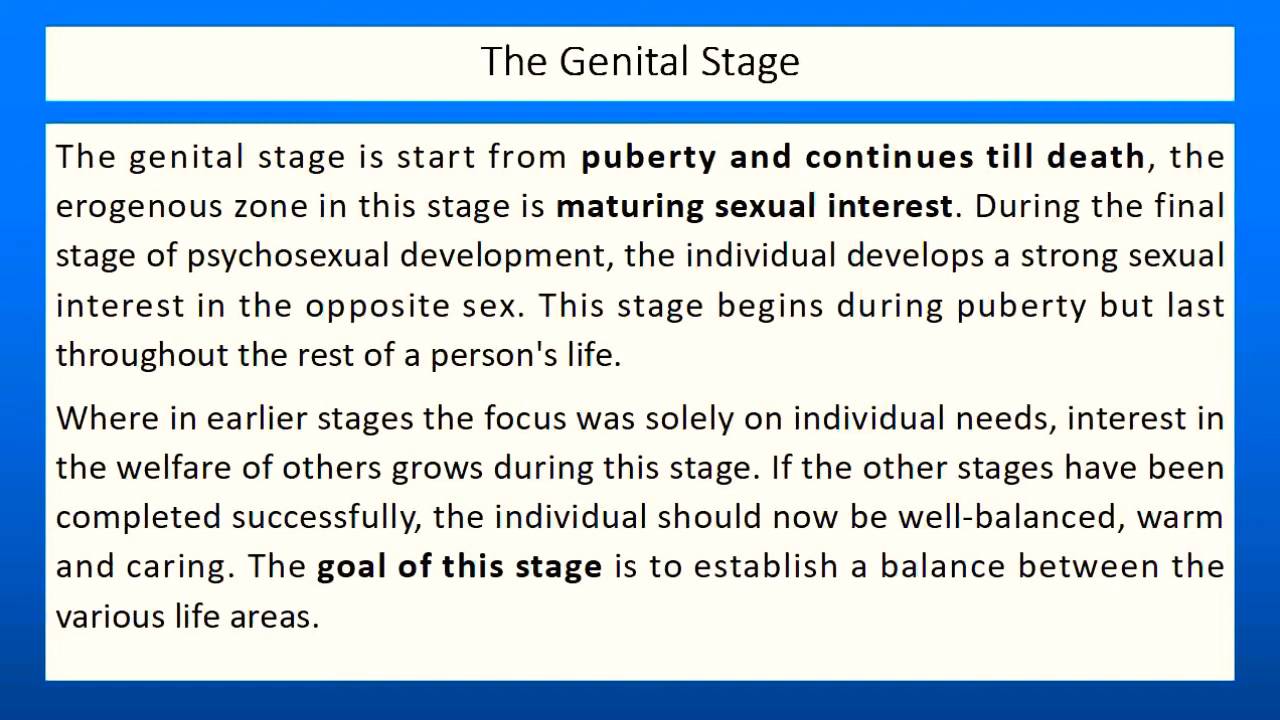 The Genital Stage
The genital stage is start from puberty and continues till death, the
erogenous zone in this stage is maturing sexual interest. During the final
stage of psychosexual development, the individual develops a strong sexual
interest in the opposite sex. This stage begins during puberty but last
throughout the rest of a person's life.
Where in earlier stages the focus was solely on individual needs, interest in
the welfare of others grows during this stage. If the other stages have been
completed successfully, the individual should now be well-balanced, warm
and caring. The goal of this stage is to establish a balance between the
various life areas.